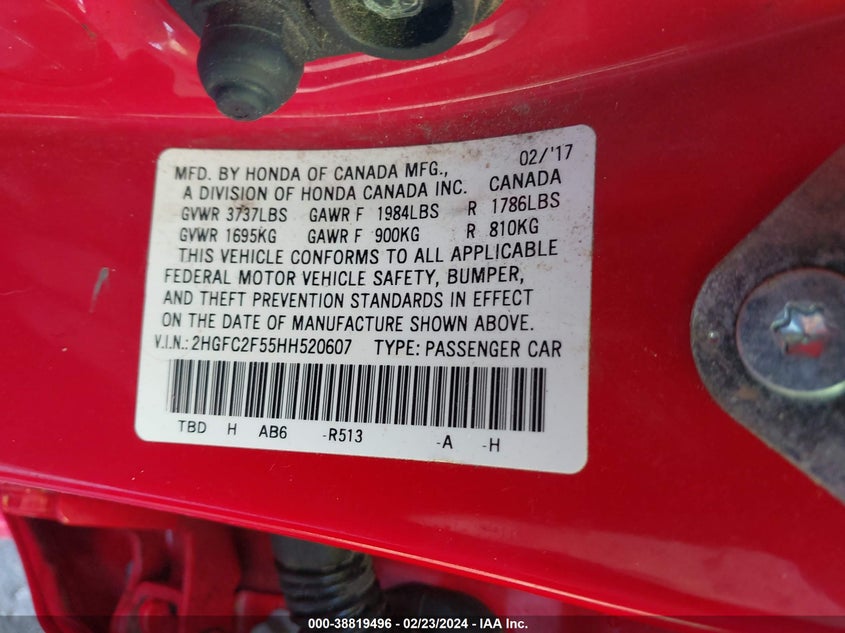 MFD. BY HONDA OF CANADA MFG., 02/'17
A DIVISION OF HONDA CANADA INC. CANADA
GVWR 3737LBS GAWR F 1984LBS R 1786LBS
GVWR 1695KG GAWR F 900KG R 810KG
THIS VEHICLE CONFORMS TO ALL APPLICABLE
FEDERAL MOTOR VEHICLE SAFETY, BUMPER,
AND THEFT PREVENTION STANDARDS IN EFFECT
ON THE DATE OF MANUFACTURE SHOWN ABOVE.
V.I.N.: 2HGFC2F55HH520607 TYPE: PASSENGER CAR
TBD H AB6 -R513 -A -H
000-38819496 - 02/23/2024 - IAA Inc.